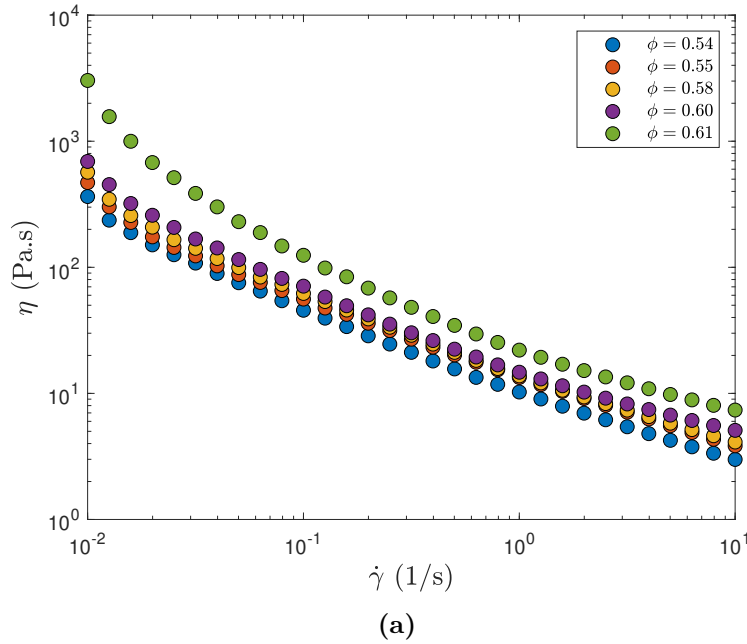 10^4
10^3
10^2
10^1
10^0
η (Pa.s)
ϕ = 0.54
ϕ = 0.55
ϕ = 0.58
ϕ = 0.60
ϕ = 0.61
10^-2
10^-1
10^0
10^1
γ̇ (1/s)
(a)